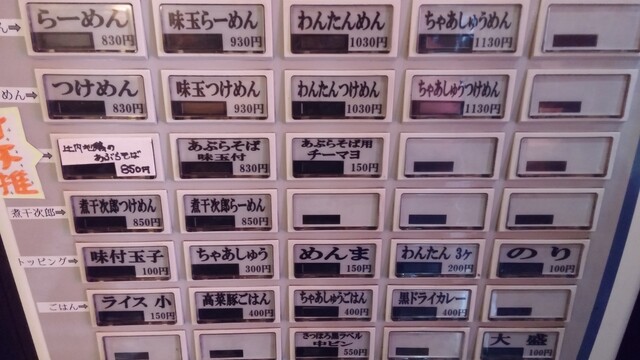 ん→
らーめん 830円
味玉らーめん 930円
わんたんめん 1030円
ちゃあしゅうめん 1130円
めん→
つけめん 830円
味玉つけめん 930円
わんたんつけめん 1030円
ちゃあしゅうつけめん 1130円
あぶらそば 850円
あぶらそば
味玉付 830円
あぶらそば用
チーマヨ 150円
煮干次郎→
煮干次郎つけめん 850円
煮干次郎らーめん 850円
トッピング→
味付玉子 100円
ちゃあしゅう 300円
めんま 150円
わんたん 3ヶ 200円
のり 100円
ごはん→
ライス 小 150円
高菜豚ごはん 400円
ちゃあしゅうごはん 400円
黒ドライカレー 400円
さっぽろ黒ラベル
中ビン 550円
大盛 100円